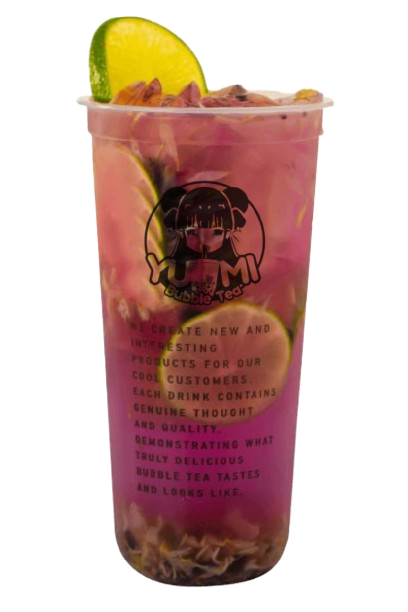 YUMI
Bubble Tea
WE CREATE NEW AND
INTERESTING
PRODUCTS FOR OUR
COOL CUSTOMERS.
EACH DRINK CONTAINS
GENUINE THOUGHT
AND QUALITY,
DEMONSTRATING WHAT
TRULY DELICIOUS
BUBBLE TEA TASTES
AND LOOKS LIKE.